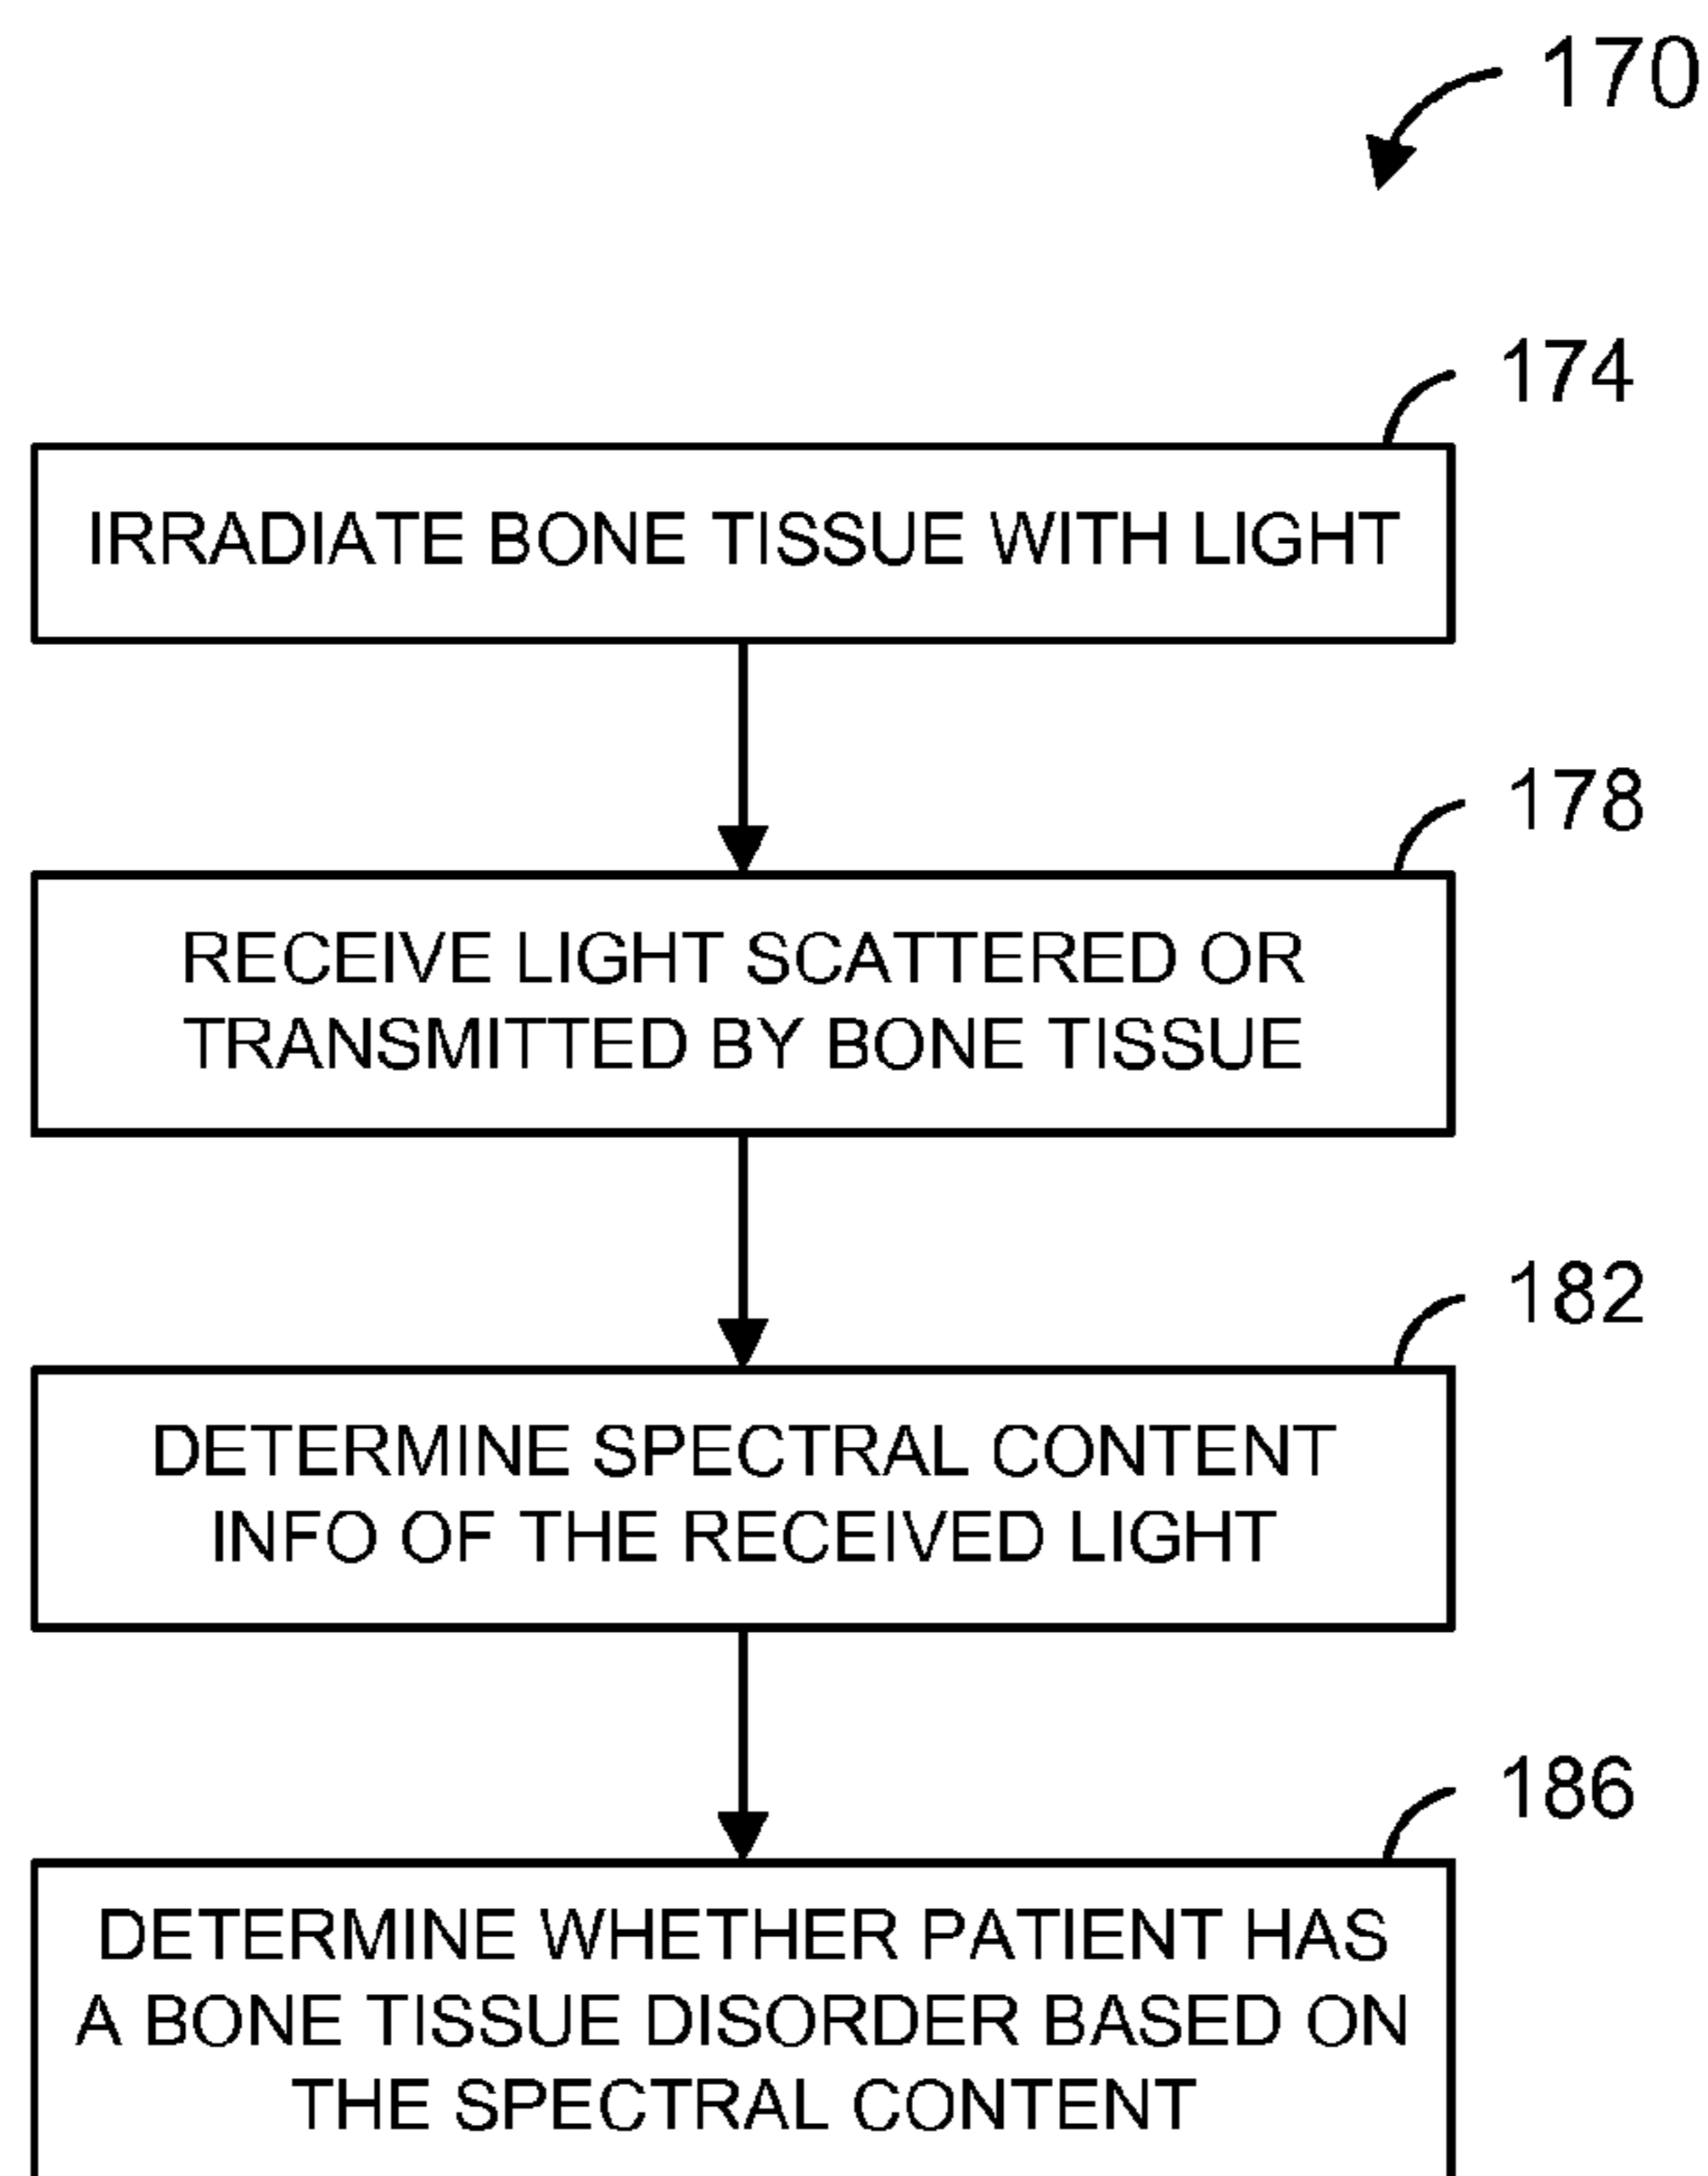 170
174
IRRADIATE BONE TISSUE WITH LIGHT
178
RECEIVE LIGHT SCATTERED OR
TRANSMITTED BY BONE TISSUE
182
DETERMINE SPECTRAL CONTENT
INFO OF THE RECEIVED LIGHT
186
DETERMINE WHETHER PATIENT HAS
A BONE TISSUE DISORDER BASED ON
THE SPECTRAL CONTENT